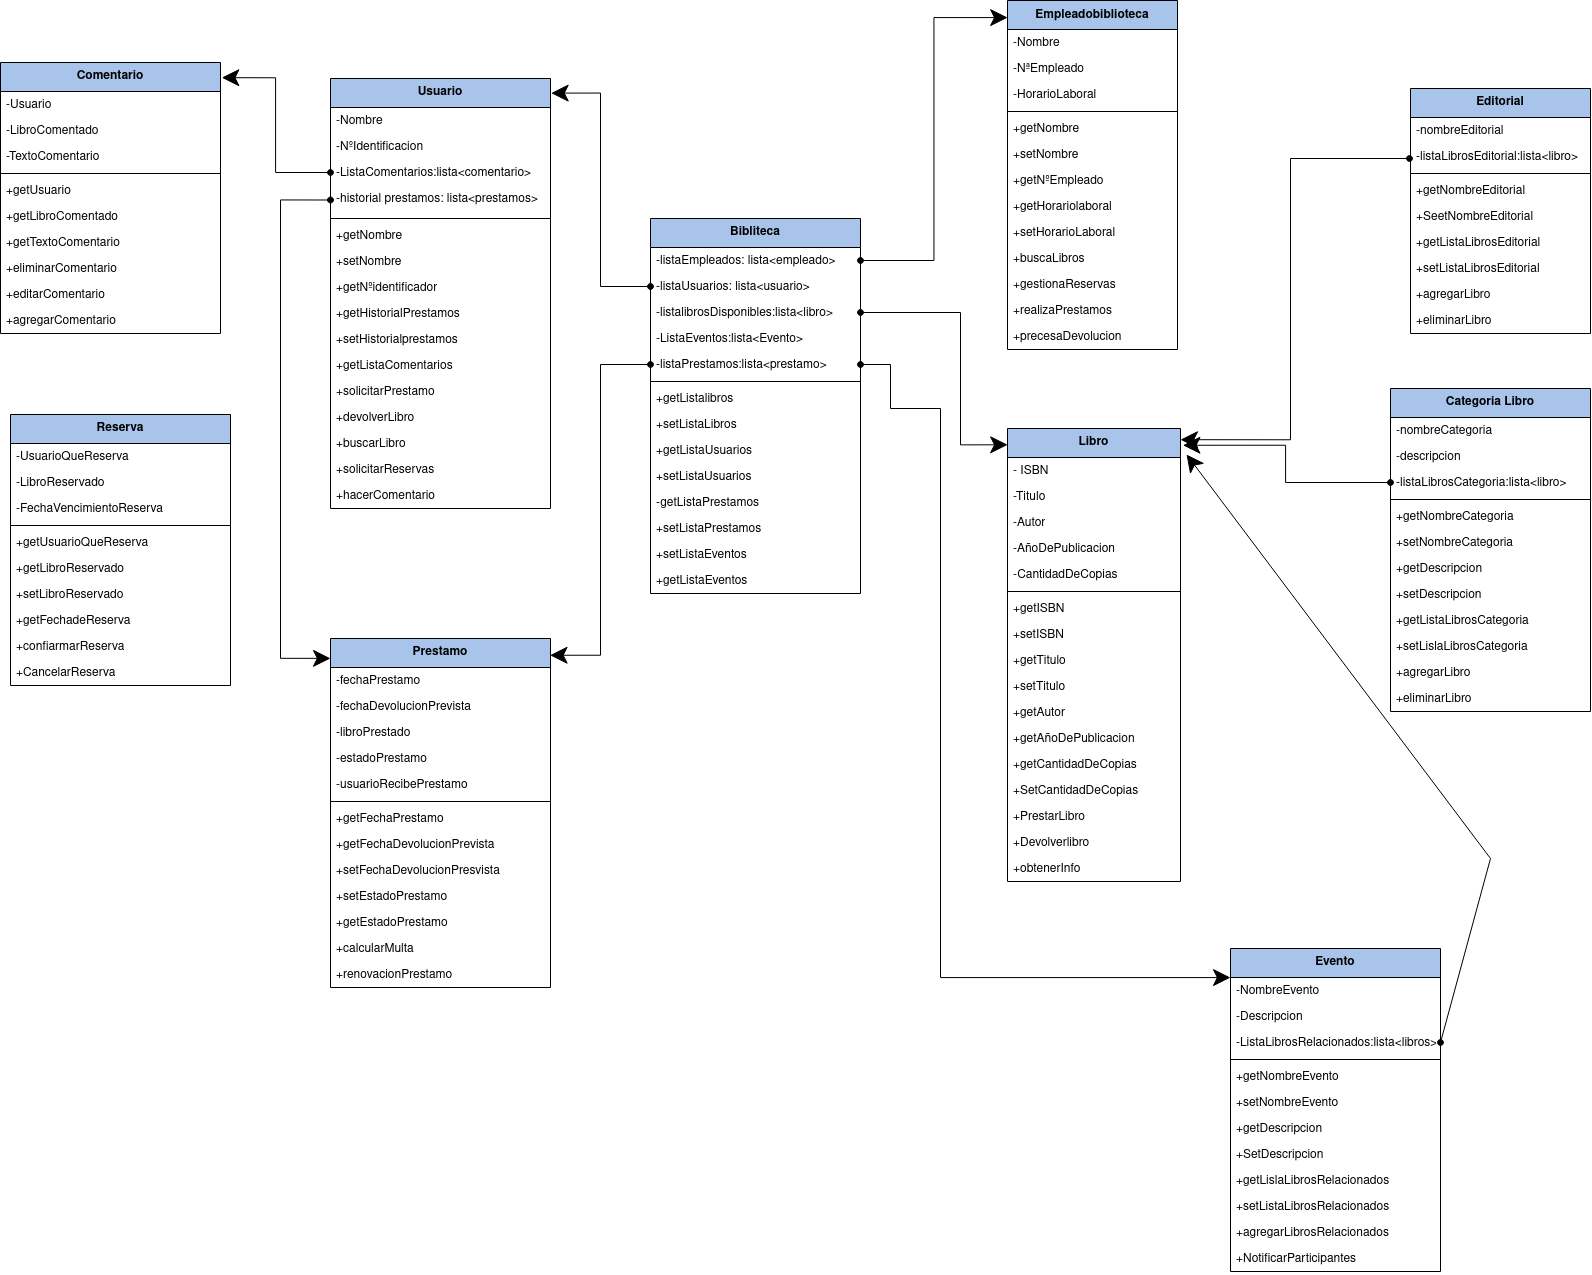 Comentario
-Usuario
-LibroComentado
-TextoComentario
+getUsuario
+getLibroComentado
+getTextoComentario
+eliminarComentario
+editarComentario
+agregarComentario
Reserva
-UsuarioQueReserva
-LibroReservado
-FechaVencimientoReserva
+getUsuarioQueReserva
+getLibroReservado
+setLibroReservado
+getFechadeReserva
+confiarmarReserva
+CancelarReserva
Usuario
-Nombre
-NºIdentificacion
-ListaComentarios:lista<comentario>
-historial prestamos: lista<prestamos>
+getNombre
+setNombre
+getNºidentificador
+getHistorialPrestamos
+setHistorialprestamos
+getListaComentarios
+solicitarPrestamo
+devolverLibro
+buscarLibro
+solicitarReservas
+hacerComentario
Prestamo
-fechaPrestamo
-fechaDevolucionPrevista
-libroPrestado
-estadoPrestamo
-usuarioRecibePrestamo
+getFechaPrestamo
+getFechaDevolucionPrevista
+setFechaDevolucionPresvista
+setEstadoPrestamo
+getEstadoPrestamo
+calcularMulta
+renovacionPrestamo
Bibliteca
-listaEmpleados: lista<empleado>
-listaUsuarios: lista<usuario>
-listalibrosDisponibles:lista<libro>
-ListaEventos:lista<Evento>
-listaPrestamos:lista<prestamo>
+getListalibros
+setListaLibros
+getListaUsuarios
+setListaUsuarios
-getListaPrestamos
+setListaPrestamos
+setListaEventos
+getListaEventos
Empleadobiblioteca
-Nombre
-NªEmpleado
-HorarioLaboral
+getNombre
+setNombre
+getNºEmpleado
+getHorariolaboral
+setHorarioLaboral
+buscaLibros
+gestionaReservas
+realizaPrestamos
+precesaDevolucion
Libro
- ISBN
-Titulo
-Autor
-AñoDePublicacion
-CantidadDeCopias
+getISBN
+setISBN
+getTitulo
+setTitulo
+getAutor
+getAñoDePublicacion
+getCantidadDeCopias
+SetCantidadDeCopias
+PrestarLibro
+Devolverlibro
+obtenerInfo
Editorial
-nombreEditorial
-listaLibrosEditorial:lista<libro>
+getNombreEditorial
+SeetNombreEditorial
+getListaLibrosEditorial
+setListaLibrosEditorial
+agregarLibro
+eliminarLibro
Categoria Libro
-nombreCategoria
-descripcion
-listaLibrosCategoria:lista<libro>
+getNombreCategoria
+setNombreCategoria
+getDescripcion
+setDescripcion
+getListaLibrosCategoria
+setLislaLibrosCategoria
+agregarLibro
+eliminarLibro
Evento
-NombreEvento
-Descripcion
-ListaLibrosRelacionados:lista<libros>
+getNombreEvento
+setNombreEvento
+getDescripcion
+SetDescripcion
+getLislaLibrosRelacionados
+setListaLibrosRelacionados
+agregarLibrosRelacionados
+NotificarParticipantes